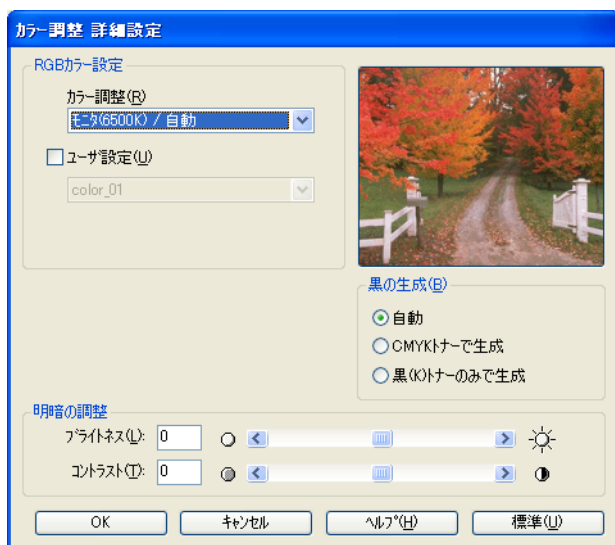 カラー調整 詳細設定
RGBカラー設定
カラー調整(R)
モニタ(6500K) / 自動
ユーザ設定(U)
color_01
黒の生成(B)
自動
CMYKトナーで生成
黒(K)トナーのみで生成
明暗の調整
ブライトネス(L): 0
コントラスト(T): 0
OK キャンセル ヘルプ(H) 標準(U)